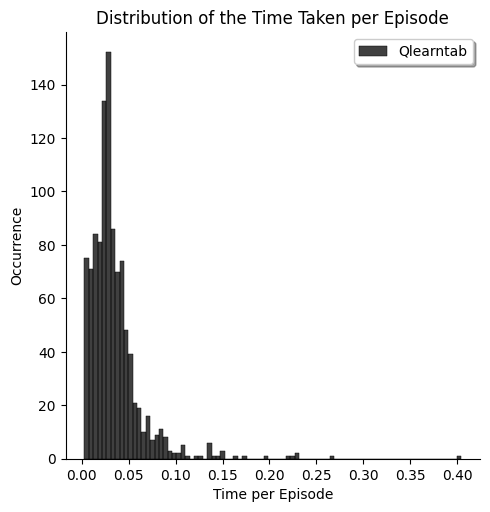 Distribution of the Time Taken per Episode
Qlearntab
140
120
100
80
60
40
20
0
Occurrence
0.00 0.05 0.10 0.15 0.20 0.25 0.30 0.35 0.40
Time per Episode